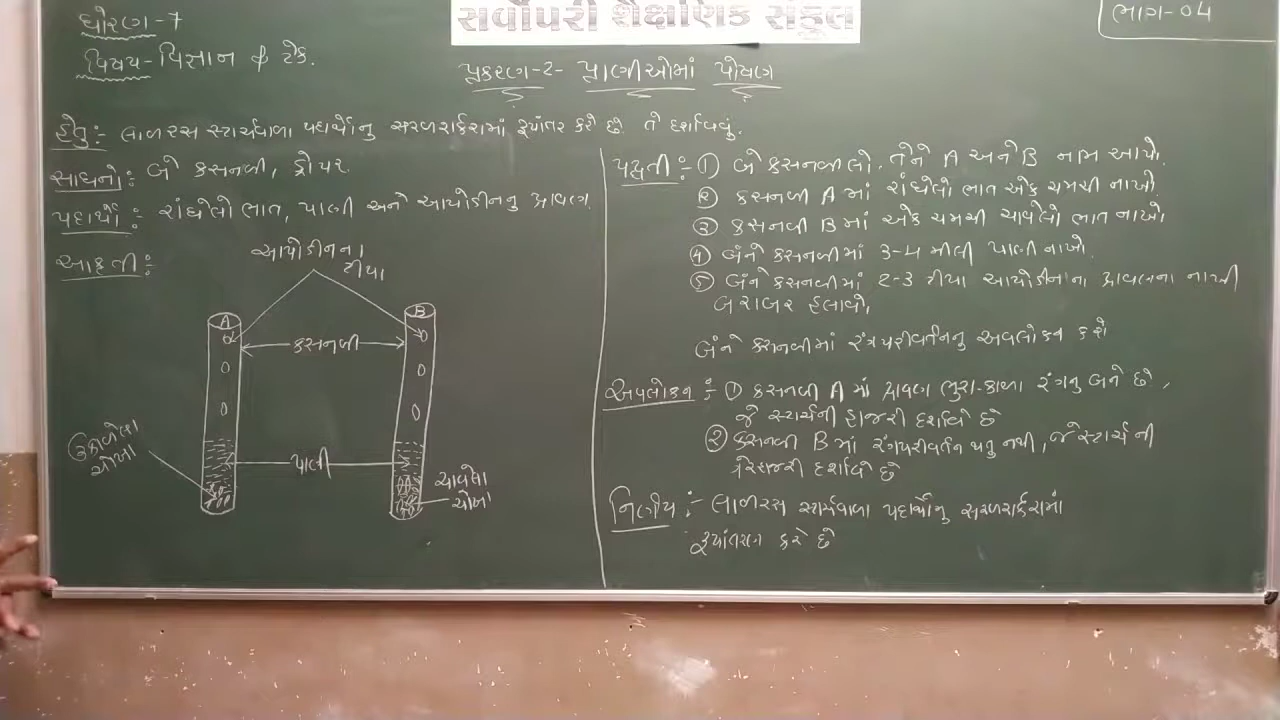 સર્વોપરી શૈક્ષણિક સંકુલ
ધોરણ-7
ભાગ-04
વિષય-વિજ્ઞાન & ટેક.
પ્રકરણ-2- પ્રાણીઓમાં પોષણ
હેતુ:- લાળરસ સ્ટાર્ચવાળા પદાર્થોનુ સરળશર્કરામાં રૂપાંતર કરે છે તે દર્શાવવું.
સાધનો:- બે કસનળી, ડ્રોપર.
પદાર્થો:- રાંધેલો ભાત, પાણી અને આયોડીનનુ દ્રાવણ
આકૃતી:-
આયોડીનના
ટીપા
A
B
કસનળી
ઉકાળેલા
ચોખા
પાણી
ચાવેલા
ચોખા
પદ્ધતી:- ① બે કસનળી લો. તેને A અને B નામ આપો.
② કસનળી A માં રાંધેલો ભાત એક ચમચી નાખો
③ કસનળી B માં એક ચમચી ચાવેલો ભાત નાખો
④ બંને કસનળીમાં 3-4 મીલી પાણી નાખો.
⑤ બંને કસનળીમાં 2-3 ટીપા આયોડીનના દ્રાવણના નાખી
બરાબર હલાવો,
બંને કસનળીમાં રંગપરીવર્તનનુ અવલોકન કરો
અવલોકન:- ① કસનળી A માં દ્રાવણ ભુરા-કાળા રંગનુ બને છે,
જે સ્ટાર્ચની હાજરી દર્શાવે છે
② કસનળી B માં રંગપરીવર્તન થતુ નથી, જે સ્ટાર્ચ ની
ગેરહાજરી દર્શાવે છે
નિર્ણય:- લાળરસ સ્ટાર્ચવાળા પદાર્થોનુ સરળશર્કરામાં
રૂપાંતરણ કરે છે